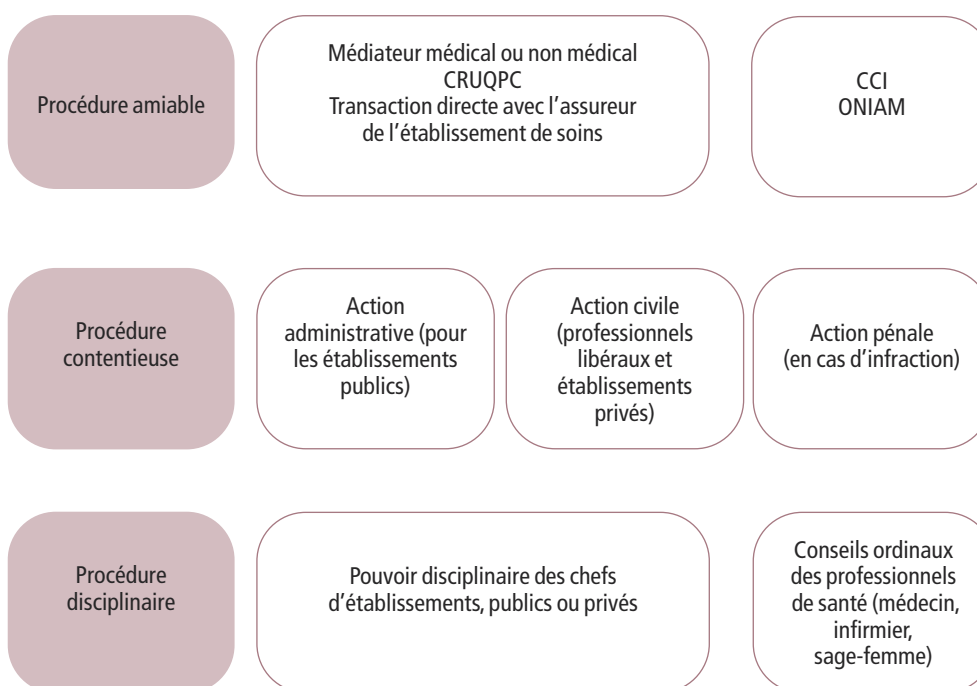 Procédure amiable
Médiateur médical ou non médical
CRUQPC
Transaction directe avec l’assureur
de l’établissement de soins
CCI
ONIAM
Procédure
contentieuse
Action
administrative (pour
les établissements
publics)
Action civile
(professionnels
libéraux et
établissements
privés)
Action pénale
(en cas d’infraction)
Procédure
disciplinaire
Pouvoir disciplinaire des chefs
d’établissements, publics ou privés
Conseils ordinaux
des professionnels
de santé (médecin,
infirmier,
sage-femme)